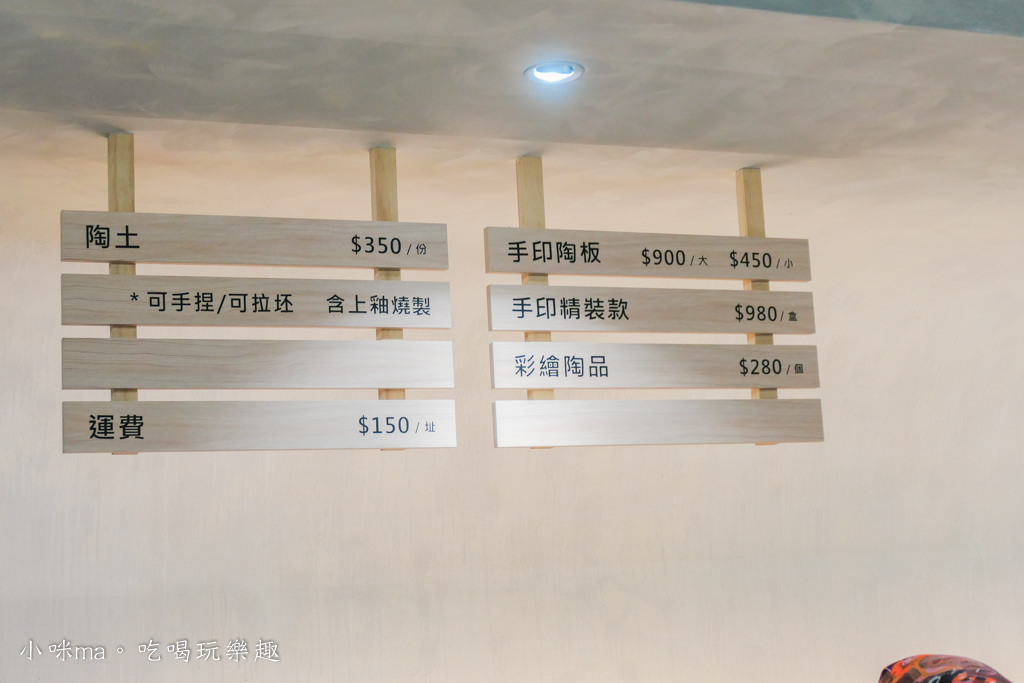 陶土 $350/份
*可手捏/可拉坯 含上釉燒製
運費 $150/址
手印陶板 $900/大 $450/小
手印精裝款 $980/盒
彩繪陶品 $280/個
小咪ma。吃喝玩樂趣